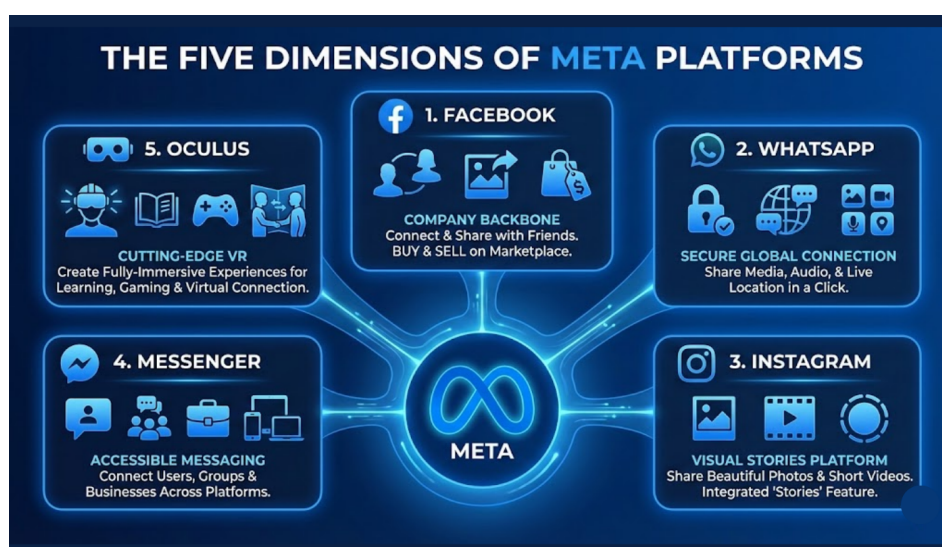 THE FIVE DIMENSIONS OF META PLATFORMS
1. FACEBOOK
COMPANY BACKBONE
Connect & Share with Friends.
BUY & SELL on Marketplace.
2. WHATSAPP
SECURE GLOBAL CONNECTION
Share Media, Audio, & Live
Location in a Click.
3. INSTAGRAM
VISUAL STORIES PLATFORM
Share Beautiful Photos & Short Videos.
Integrated 'Stories' Feature.
4. MESSENGER
ACCESSIBLE MESSAGING
Connect Users, Groups &
Businesses Across Platforms.
5. OCULUS
CUTTING-EDGE VR
Create Fully-Immersive Experiences for
Learning, Gaming & Virtual Connection.
META